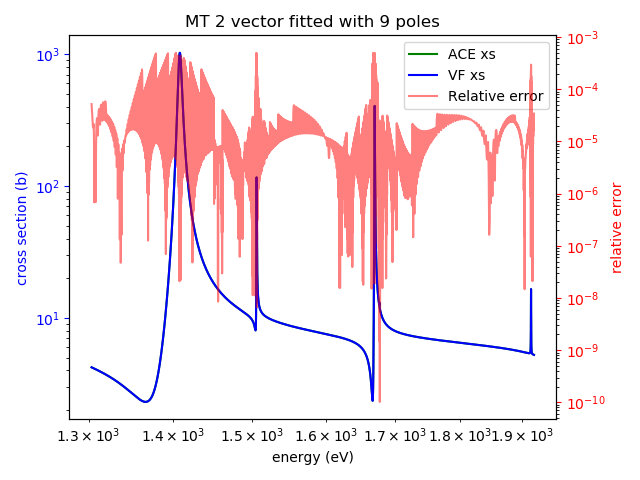 MT 2 vector fitted with 9 poles
ACE xs
VF xs
Relative error
cross section (b)
10³
10²
10¹
relative error
10⁻³
10⁻⁴
10⁻⁵
10⁻⁶
10⁻⁷
10⁻⁸
10⁻⁹
10⁻¹⁰
1.3 × 10³ 1.4 × 10³ 1.5 × 10³ 1.6 × 10³ 1.7 × 10³ 1.8 × 10³ 1.9 × 10³
energy (eV)